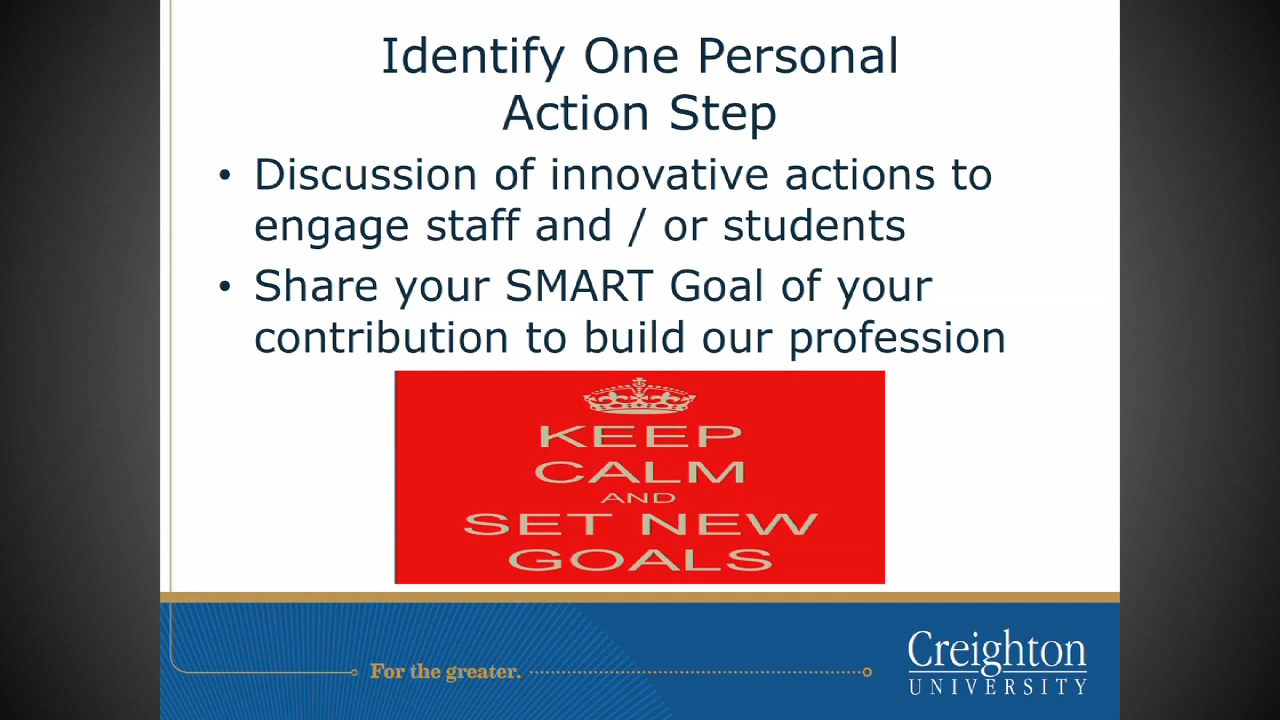 Identify One Personal
Action Step
• Discussion of innovative actions to
engage staff and / or students
• Share your SMART Goal of your
contribution to build our profession
KEEP
CALM
AND
SET NEW
GOALS
For the greater.
Creighton
UNIVERSITY